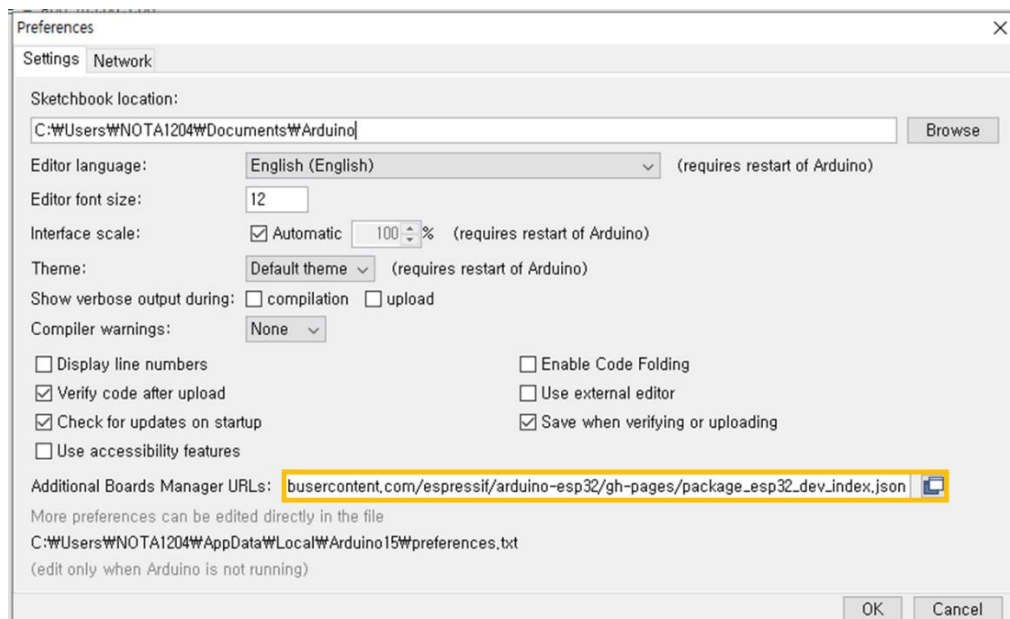 Preferences
Settings Network
Sketchbook location:
C:₩Users₩NOTA1204₩Documents₩Arduino Browse
Editor language: English (English) (requires restart of Arduino)
Editor font size: 12
Interface scale: Automatic 100 % (requires restart of Arduino)
Theme: Default theme (requires restart of Arduino)
Show verbose output during: compilation upload
Compiler warnings: None
Display line numbers Enable Code Folding
Verify code after upload Use external editor
Check for updates on startup Save when verifying or uploading
Use accessibility features
Additional Boards Manager URLs: busercontent.com/espressif/arduino-esp32/gh-pages/package_esp32_dev_index.json
More preferences can be edited directly in the file
C:₩Users₩NOTA1204₩AppData₩Local₩Arduino15₩preferences.txt
(edit only when Arduino is not running)
OK Cancel